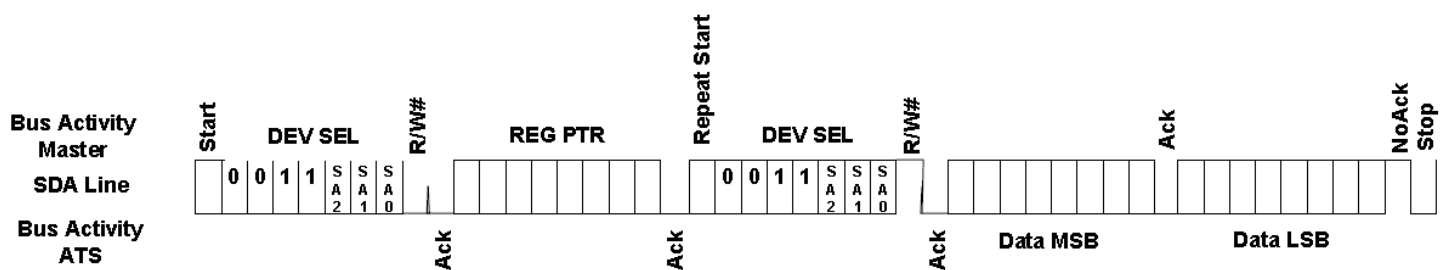 Bus Activity
Master
Start
DEV SEL
R/W#
REG PTR
Repeat Start
DEV SEL
R/W#
Ack
NoAck
Stop
SDA Line
0 0 1 1 SA2 SA1 SA0
0 0 1 1 SA2 SA1 SA0
Bus Activity
ATS
Ack
Ack
Ack
Data MSB
Data LSB